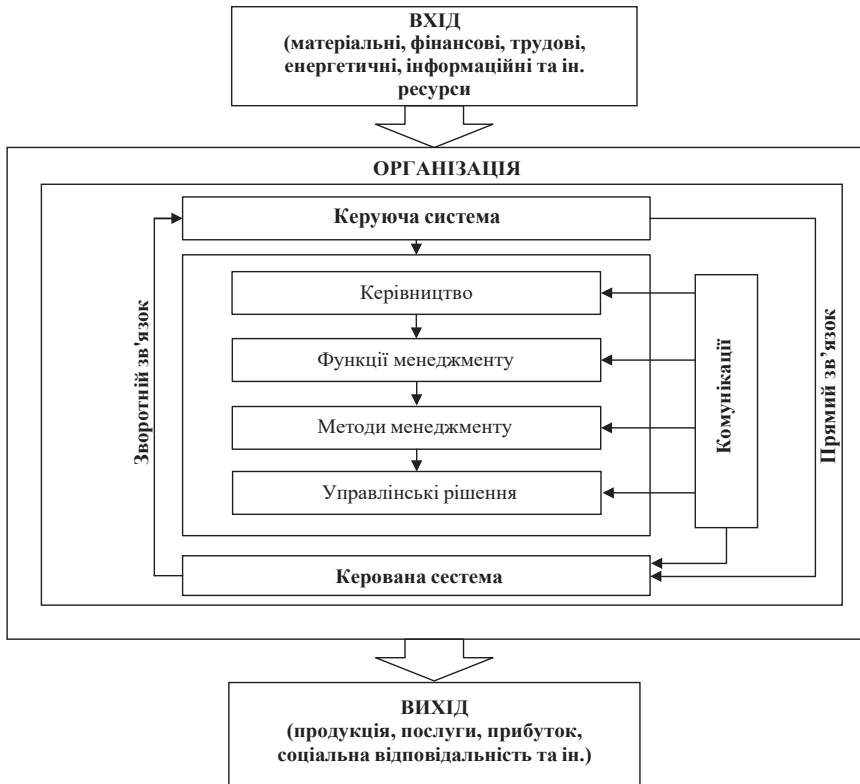 ВХІД
(матеріальні, фінансові, трудові,
енергетичні, інформаційні та ін.
ресурси
ОРГАНІЗАЦІЯ
Керуюча система
Керівництво
Функції менеджменту
Методи менеджменту
Управлінські рішення
Керована сестема
Зворотній зв'язок
Комунікації
Прямий зв’язок
ВИХІД
(продукція, послуги, прибуток,
соціальна відповідальність та ін.)